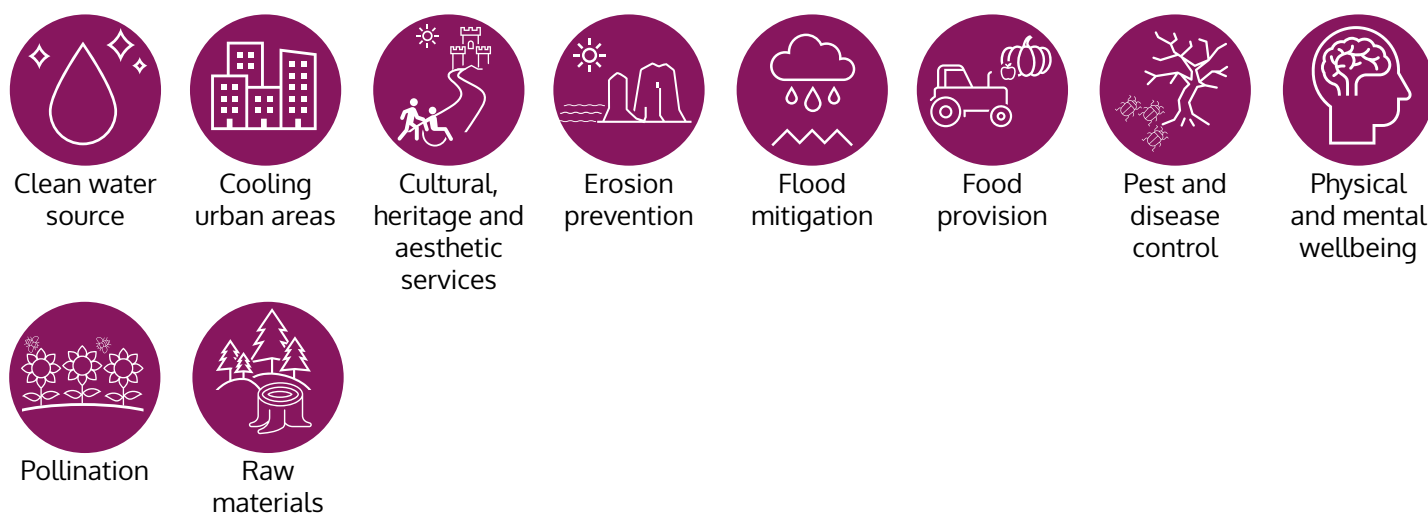 Clean water
source
Cooling
urban areas
Cultural,
heritage and
aesthetic
services
Erosion
prevention
Flood
mitigation
Food
provision
Pest and
disease
control
Physical
and mental
wellbeing
Pollination
Raw
materials